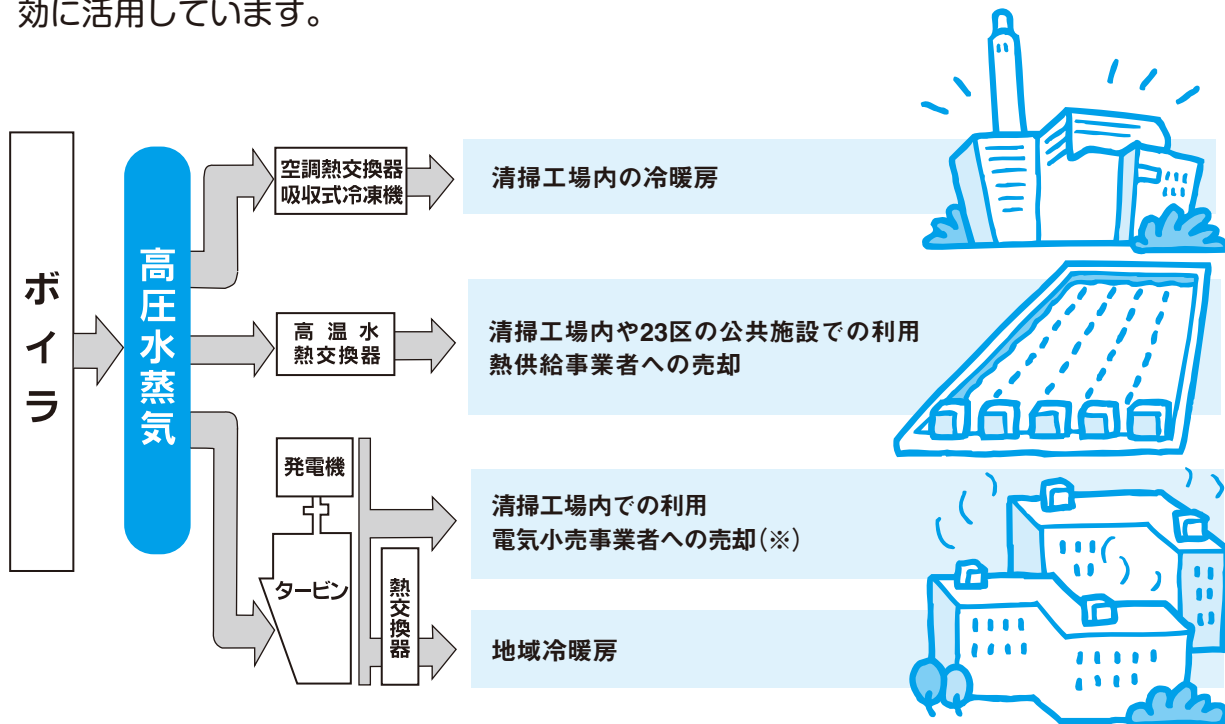 効に活用しています。
ボイラ
高圧水蒸気
空調熱交換器
吸収式冷凍機
清掃工場内の冷暖房
高温水
熱交換器
清掃工場内や23区の公共施設での利用
熱供給事業者への売却
発電機
タービン
熱交換器
清掃工場内での利用
電気小売事業者への売却(※)
地域冷暖房